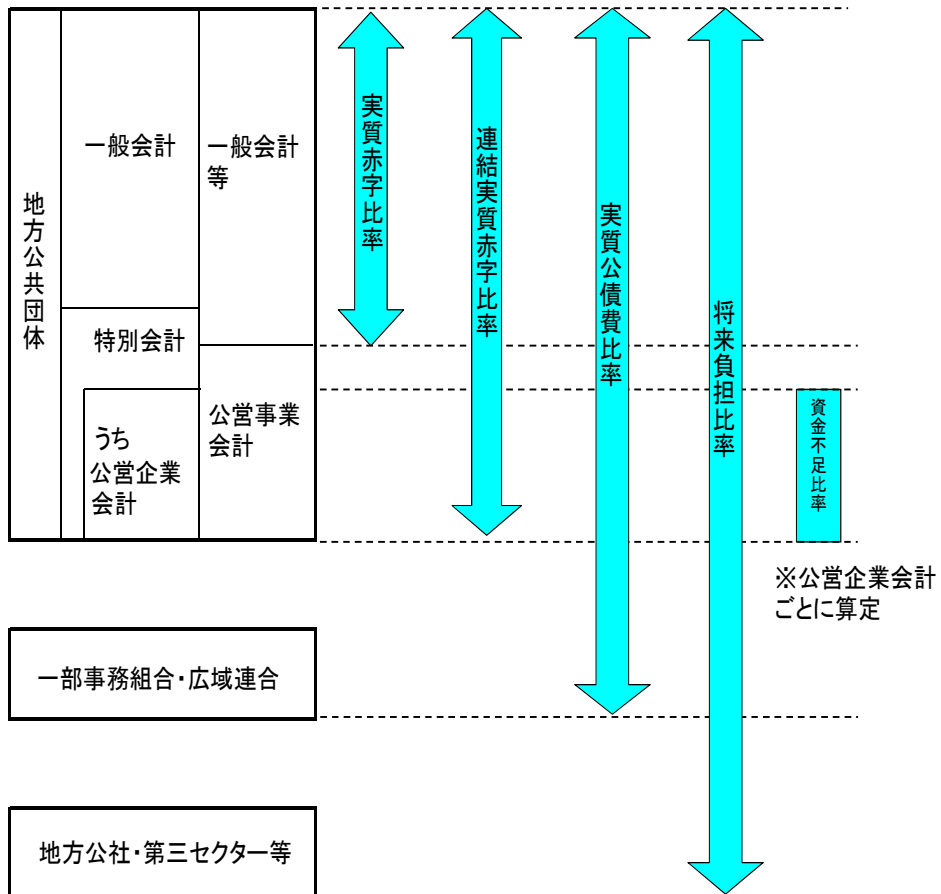 地方公共団体
一般会計
一般会計
等
特別会計
うち
公営企業
会計
公営事業
会計
実質赤字比率
連結実質赤字比率
実質公債費比率
将来負担比率
資金不足比率
※公営企業会計
ごとに算定
一部事務組合・広域連合
地方公社・第三セクター等